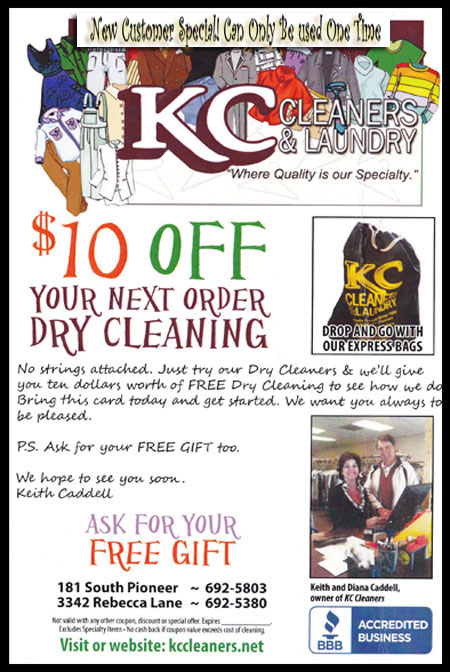 New Customer Special! Can Only Be used One Time
KC CLEANERS
& LAUNDRY
"Where Quality is our Specialty."
$10 OFF
YOUR NEXT ORDER
DRY CLEANING
KC
CLEANERS
& LAUNDRY
DROP AND GO WITH
OUR EXPRESS BAGS
No strings attached. Just try our Dry Cleaners & we'll give
you ten dollars worth of FREE Dry Cleaning to see how we do
Bring this card today and get started. We want you always to
be pleased.
P.S. Ask for your FREE GIFT too.
We hope to see you soon.
Keith Caddell
ASK FOR YOUR
FREE GIFT
181 South Pioneer ~ 692-5803
3342 Rebecca Lane ~ 692-5380
Not valid with any other coupon, discount or special offer. Expires
Excludes Specialty Items • No cash back if coupon value exceeds cost of cleaning.
Visit or website: kccleaners.net
Keith and Diana Caddell,
owner of KC Cleaners
BBB
ACCREDITED
BUSINESS